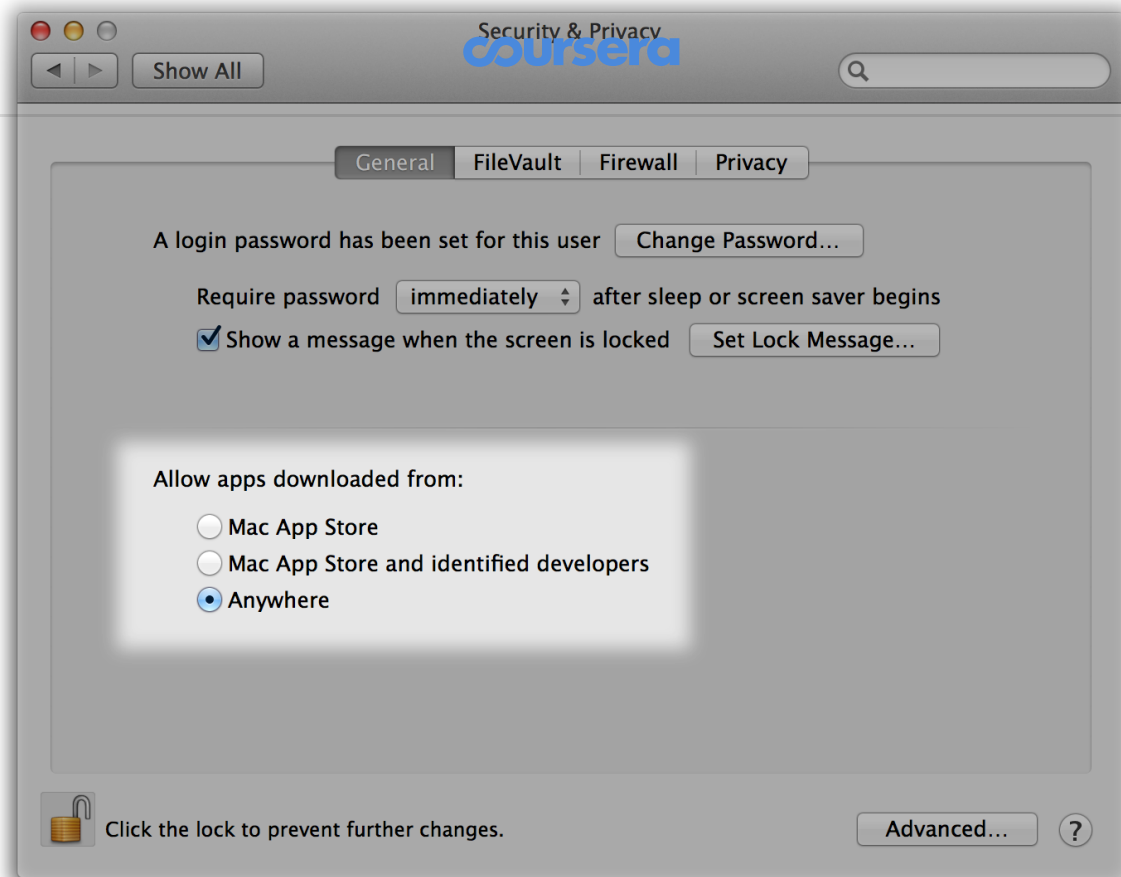 Security & Privacy
coursera
Show All
General FileVault Firewall Privacy
A login password has been set for this user Change Password...
Require password immediately after sleep or screen saver begins
Show a message when the screen is locked Set Lock Message...
Allow apps downloaded from:
Mac App Store
Mac App Store and identified developers
Anywhere
Click the lock to prevent further changes. Advanced... ?